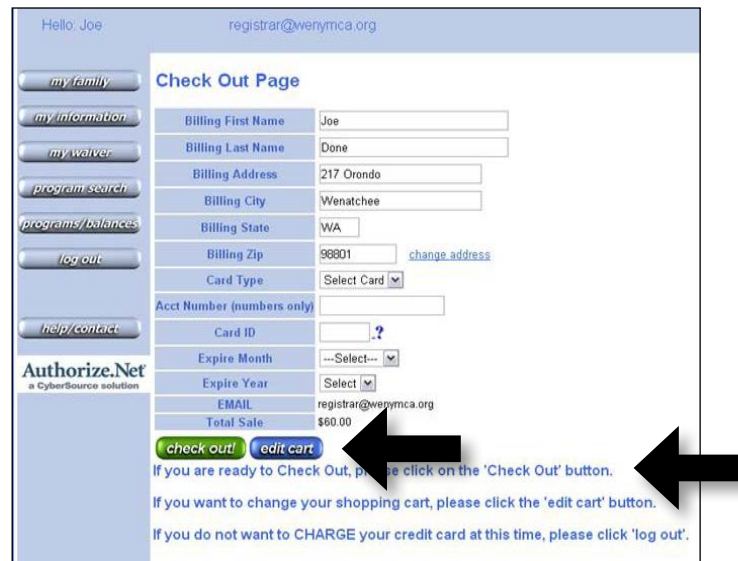 Hello: Joe registrar@wenymca.org
my family
my information
my waiver
program search
programs/balances
log out
help/contact
Authorize.Net
a CyberSource solution
Check Out Page
Billing First Name Joe
Billing Last Name Done
Billing Address 217 Orondo
Billing City Wenatchee
Billing State WA
Billing Zip 98801 change address
Card Type Select Card
Acct Number (numbers only)
Card ID ?
Expire Month ---Select---
Expire Year Select
EMAIL registrar@wenymca.org
Total Sale $60.00
check out! edit cart
If you are ready to Check Out, please click on the 'Check Out' button.
If you want to change your shopping cart, please click the 'edit cart' button.
If you do not want to CHARGE your credit card at this time, please click 'log out'.